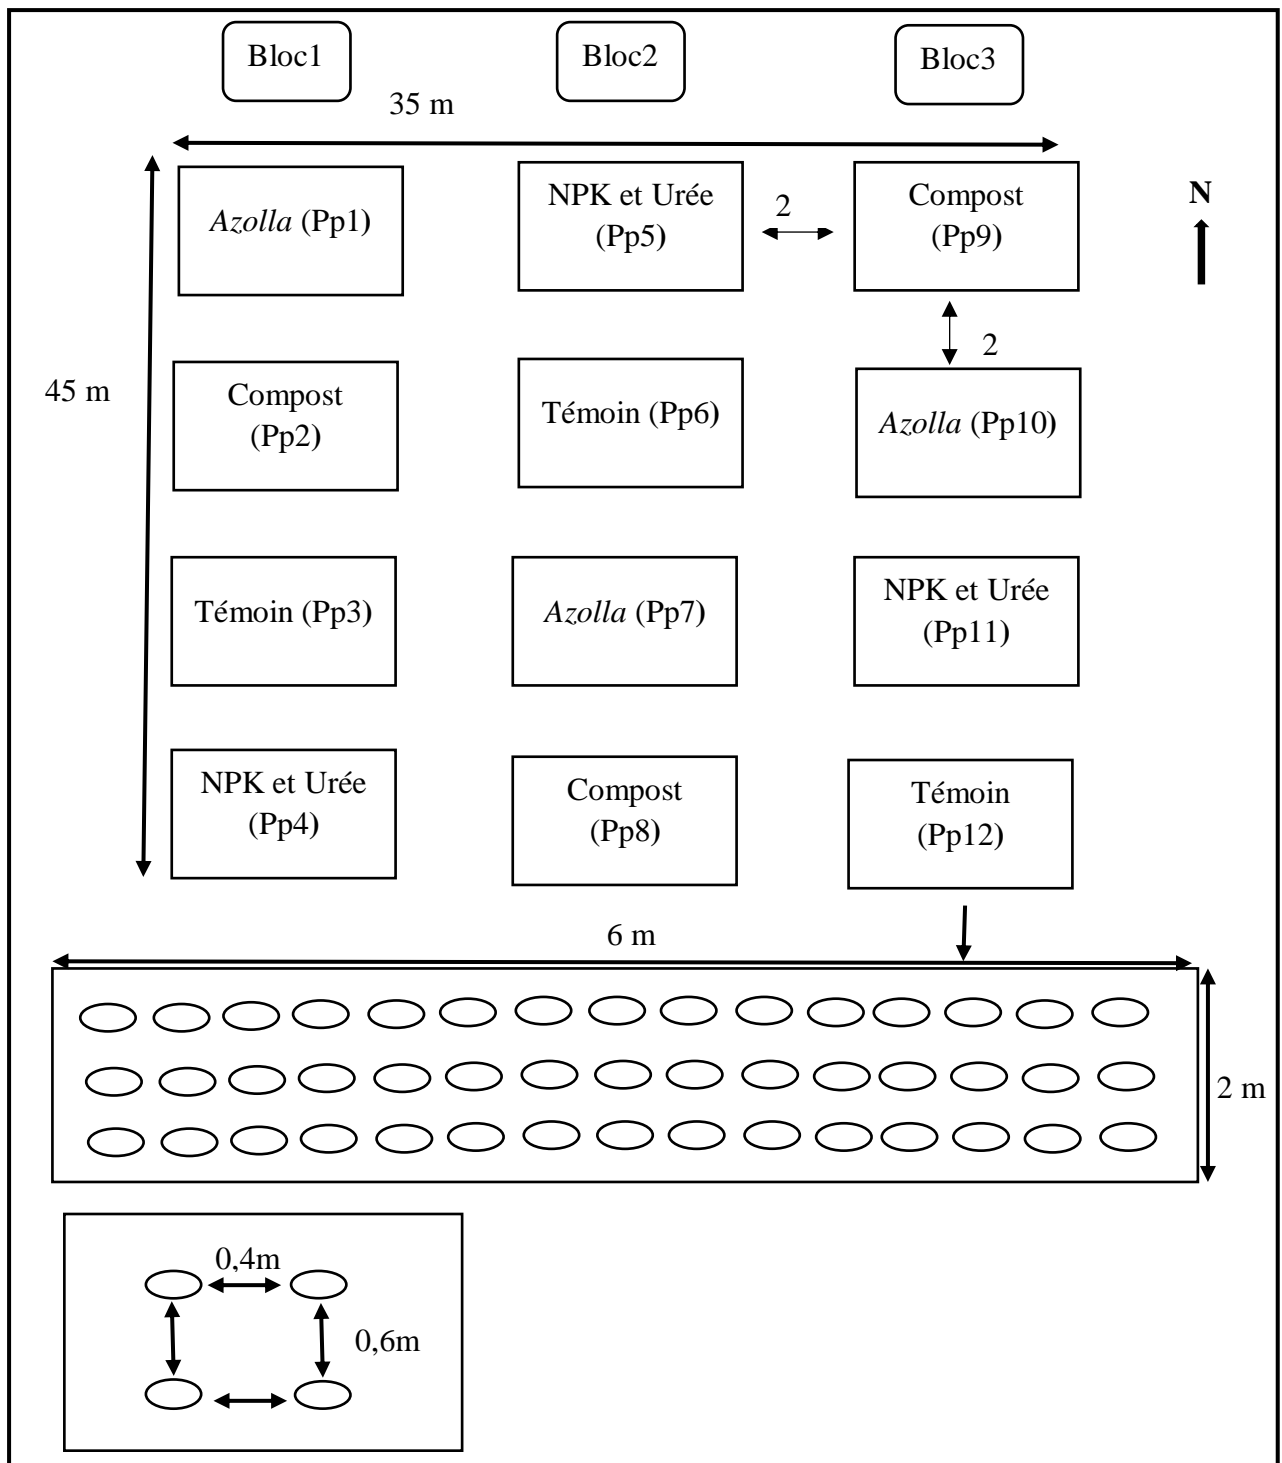 Bloc1
Bloc2
Bloc3
35 m
Azolla (Pp1)
NPK et Urée
(Pp5)
2
Compost
(Pp9)
N
2
45 m
Compost
(Pp2)
Témoin (Pp6)
Azolla (Pp10)
Témoin (Pp3)
Azolla (Pp7)
NPK et Urée
(Pp11)
NPK et Urée
(Pp4)
Compost
(Pp8)
Témoin
(Pp12)
6 m
2 m
0,4m
0,6m